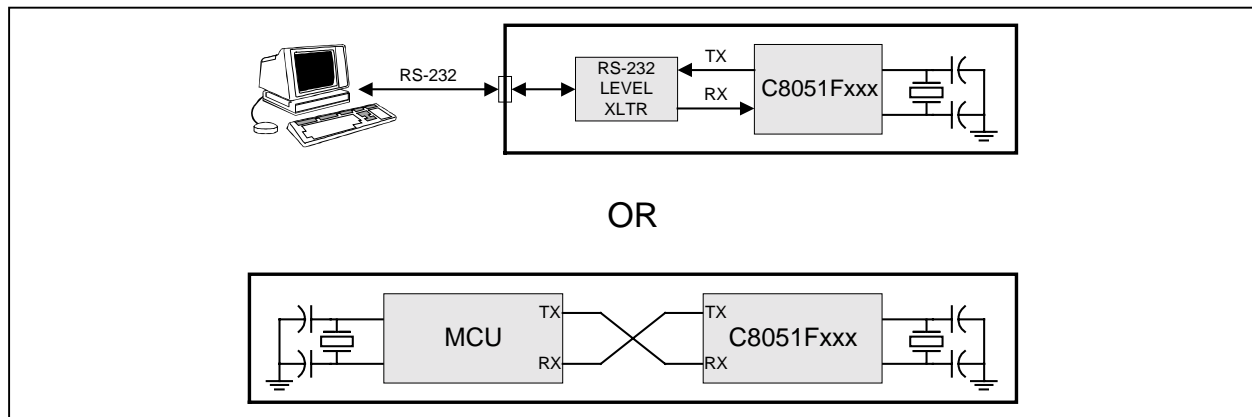 RS-232
RS-232
LEVEL
XLTR
TX
RX
C8051Fxxx
OR
MCU
TX
RX
TX
RX
C8051Fxxx